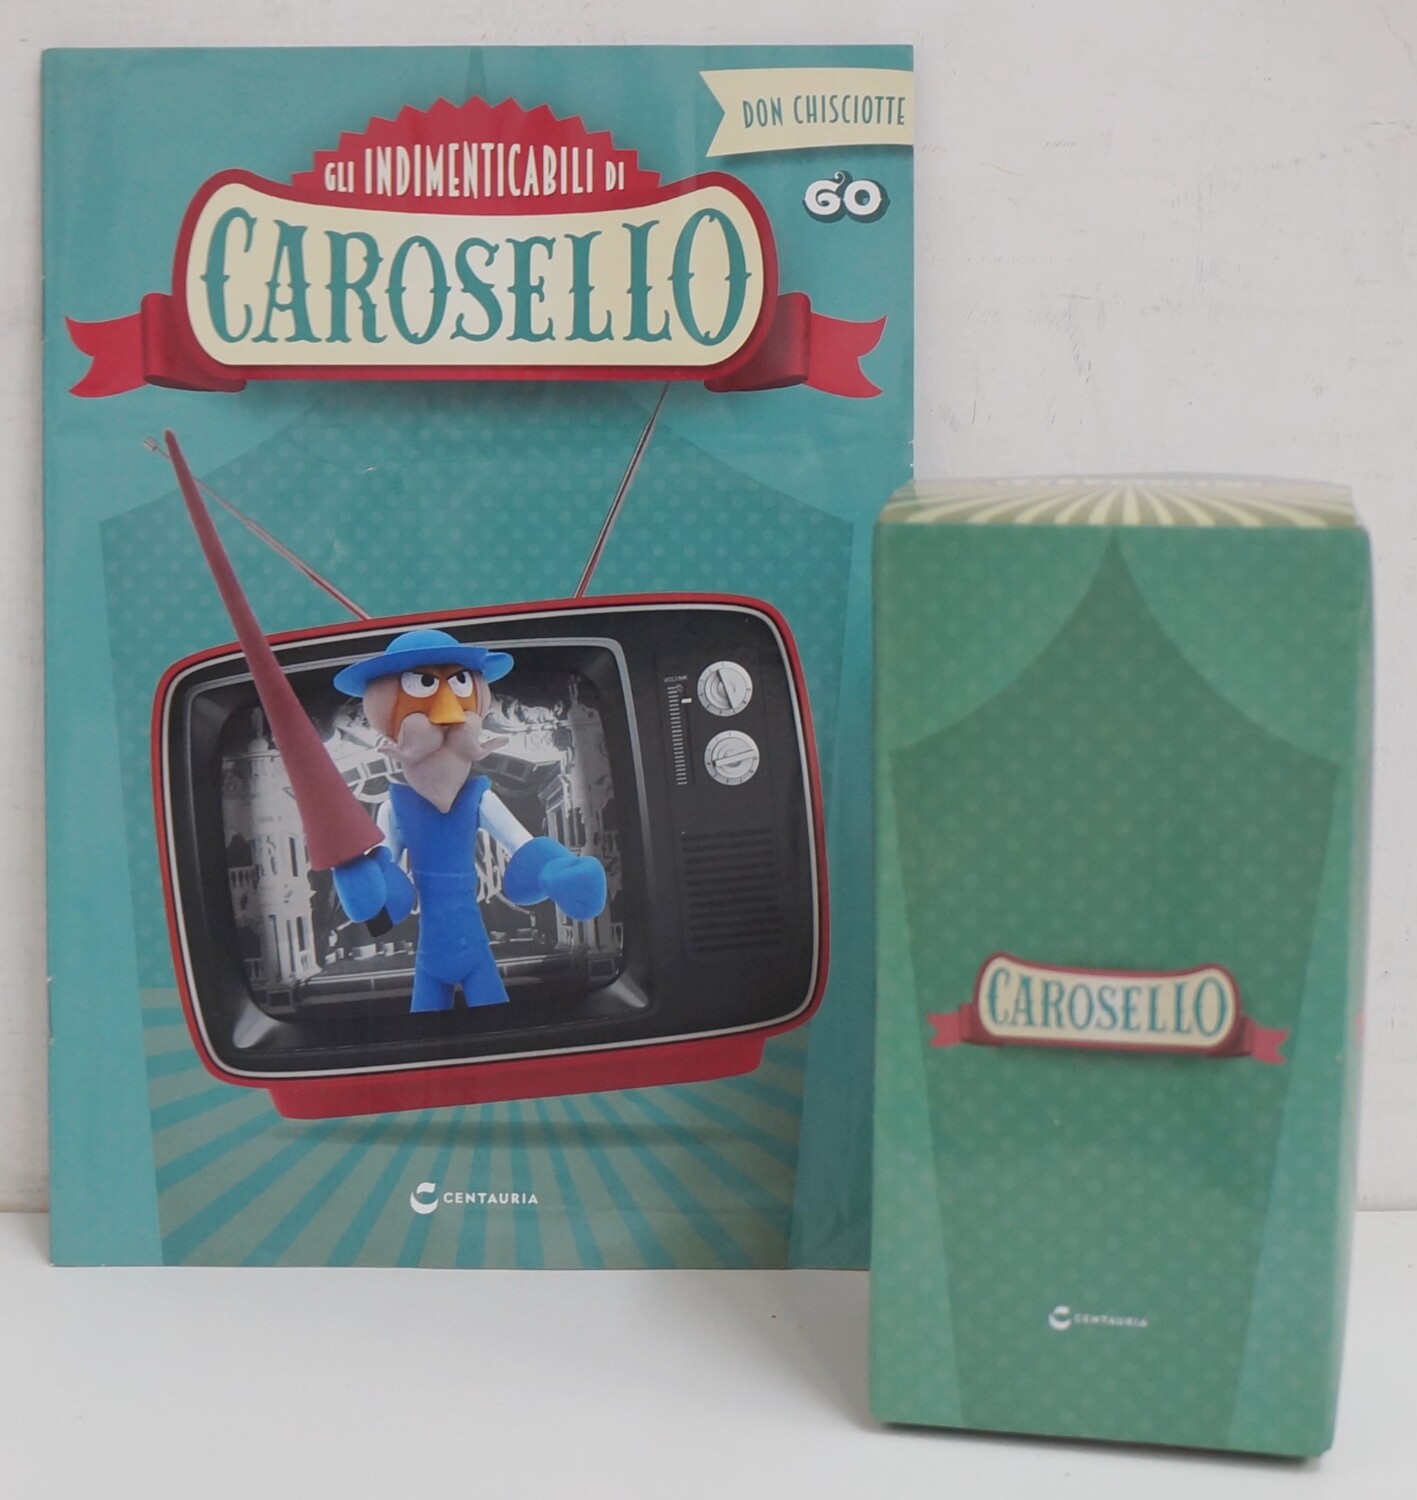 DON CHISCIOTTE
60
GLI INDIMENTICABILI DI
CAROSELLO
VOLUME
CENTAURIA
CAROSELLO
CENTAURIA